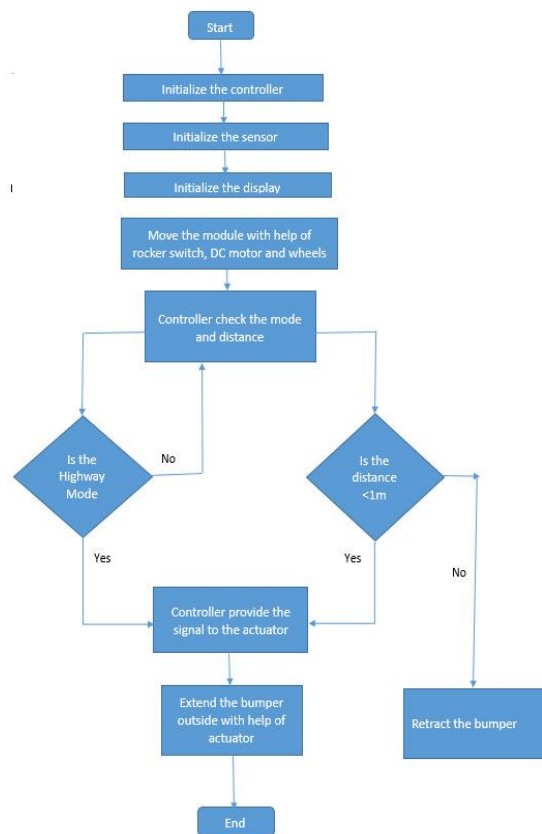 Start
Initialize the controller
Initialize the sensor
Initialize the display
Move the module with help of
rocker switch, DC motor and wheels
Controller check the mode
and distance
Is the
Highway
Mode
No
Is the
distance
<1m
Yes
Yes
No
Controller provide the
signal to the actuator
Extend the bumper
outside with help of
actuator
Retract the bumper
End